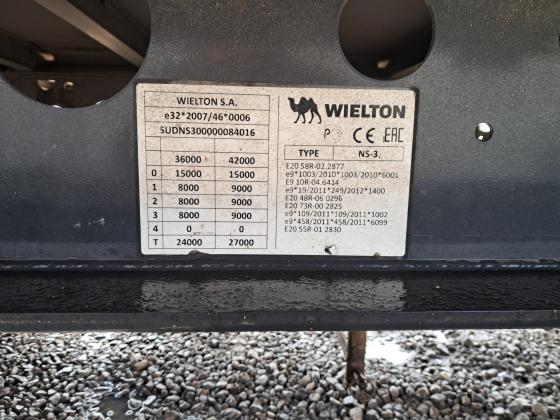 WIELTON S.A.
e32*2007/46*0006
SUDNS300000084016
36000 42000
0 15000 15000
1 8000 9000
2 8000 9000
3 8000 9000
4 0 0
T 24000 27000
WIELTON
P CE EAC
TYPE NS-3.
E20 58R-02.2877
e9*1003/2010*1003/2010*6001
E9 10R-04.6414
e9*19/2011*249/2012*1400
E20 48R-06 0296
E20 73R-00 2825
e9*109/2011*109/2011*1002
e9*458/2011*458/2011*6099
E20 55R-01 2830